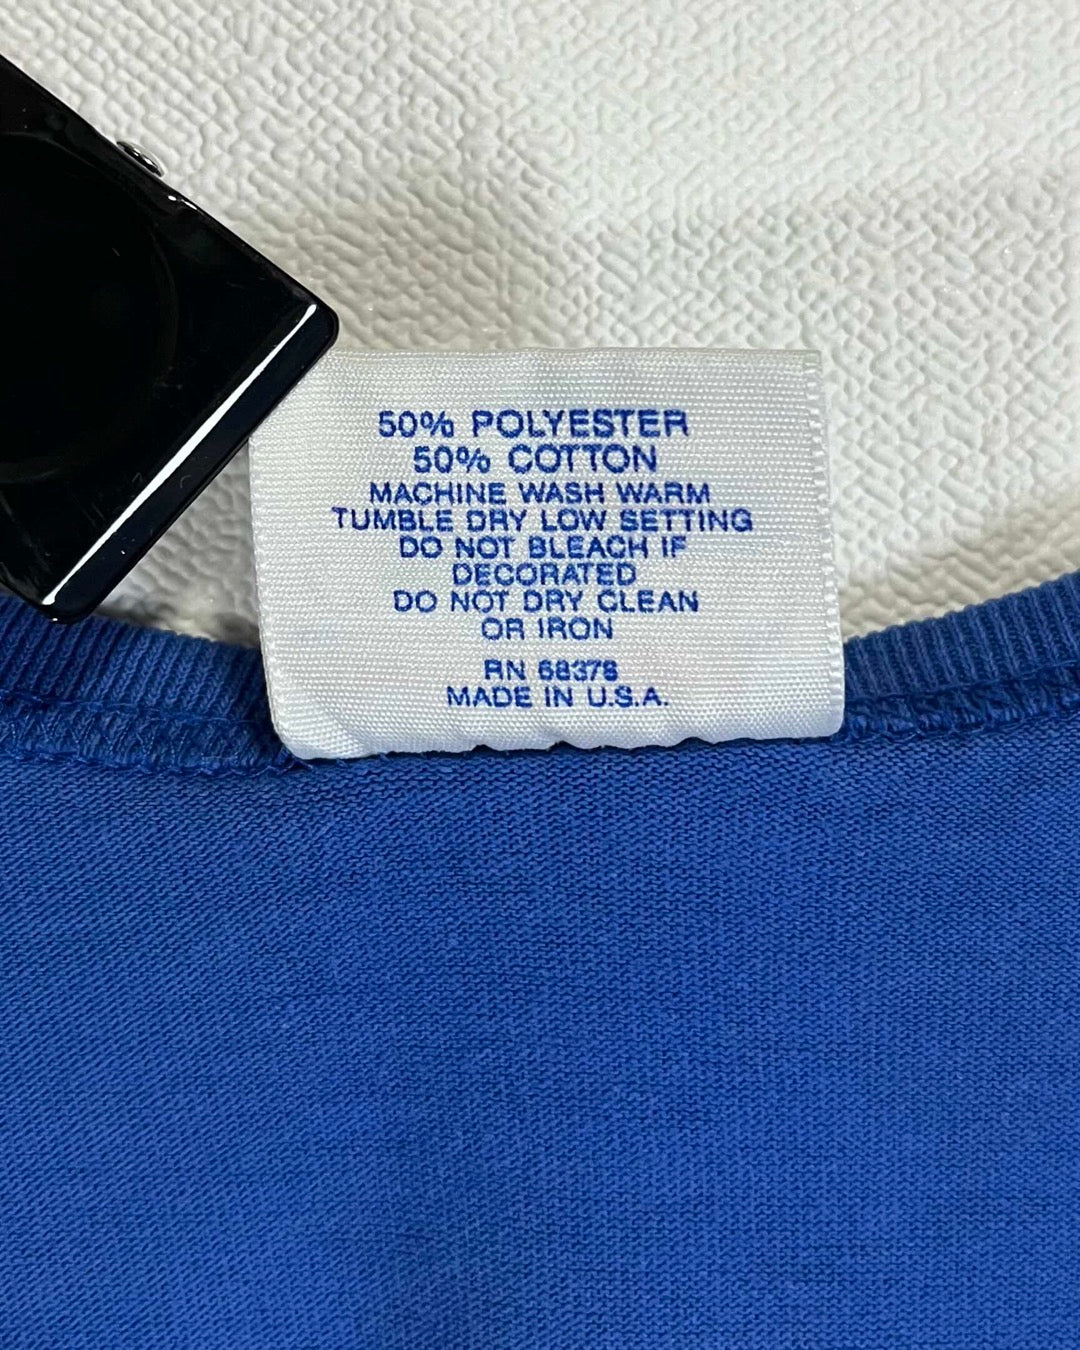 50% POLYESTER
50% COTTON
MACHINE WASH WARM
TUMBLE DRY LOW SETTING
DO NOT BLEACH IF
DECORATED
DO NOT DRY CLEAN
OR IRON
RN 68378
MADE IN U.S.A.